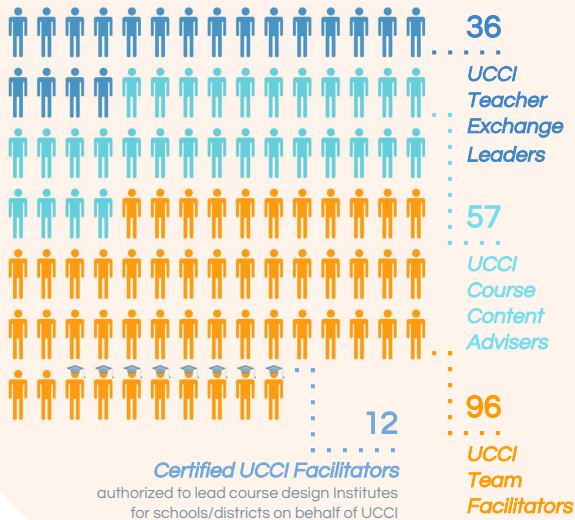 36
UCCI
Teacher
Exchange
Leaders
57
UCCI
Course
Content
Advisers
96
UCCI
Team
Facilitators
12
Certified UCCI Facilitators
authorized to lead course design Institutes
for schools/districts on behalf of UCCI